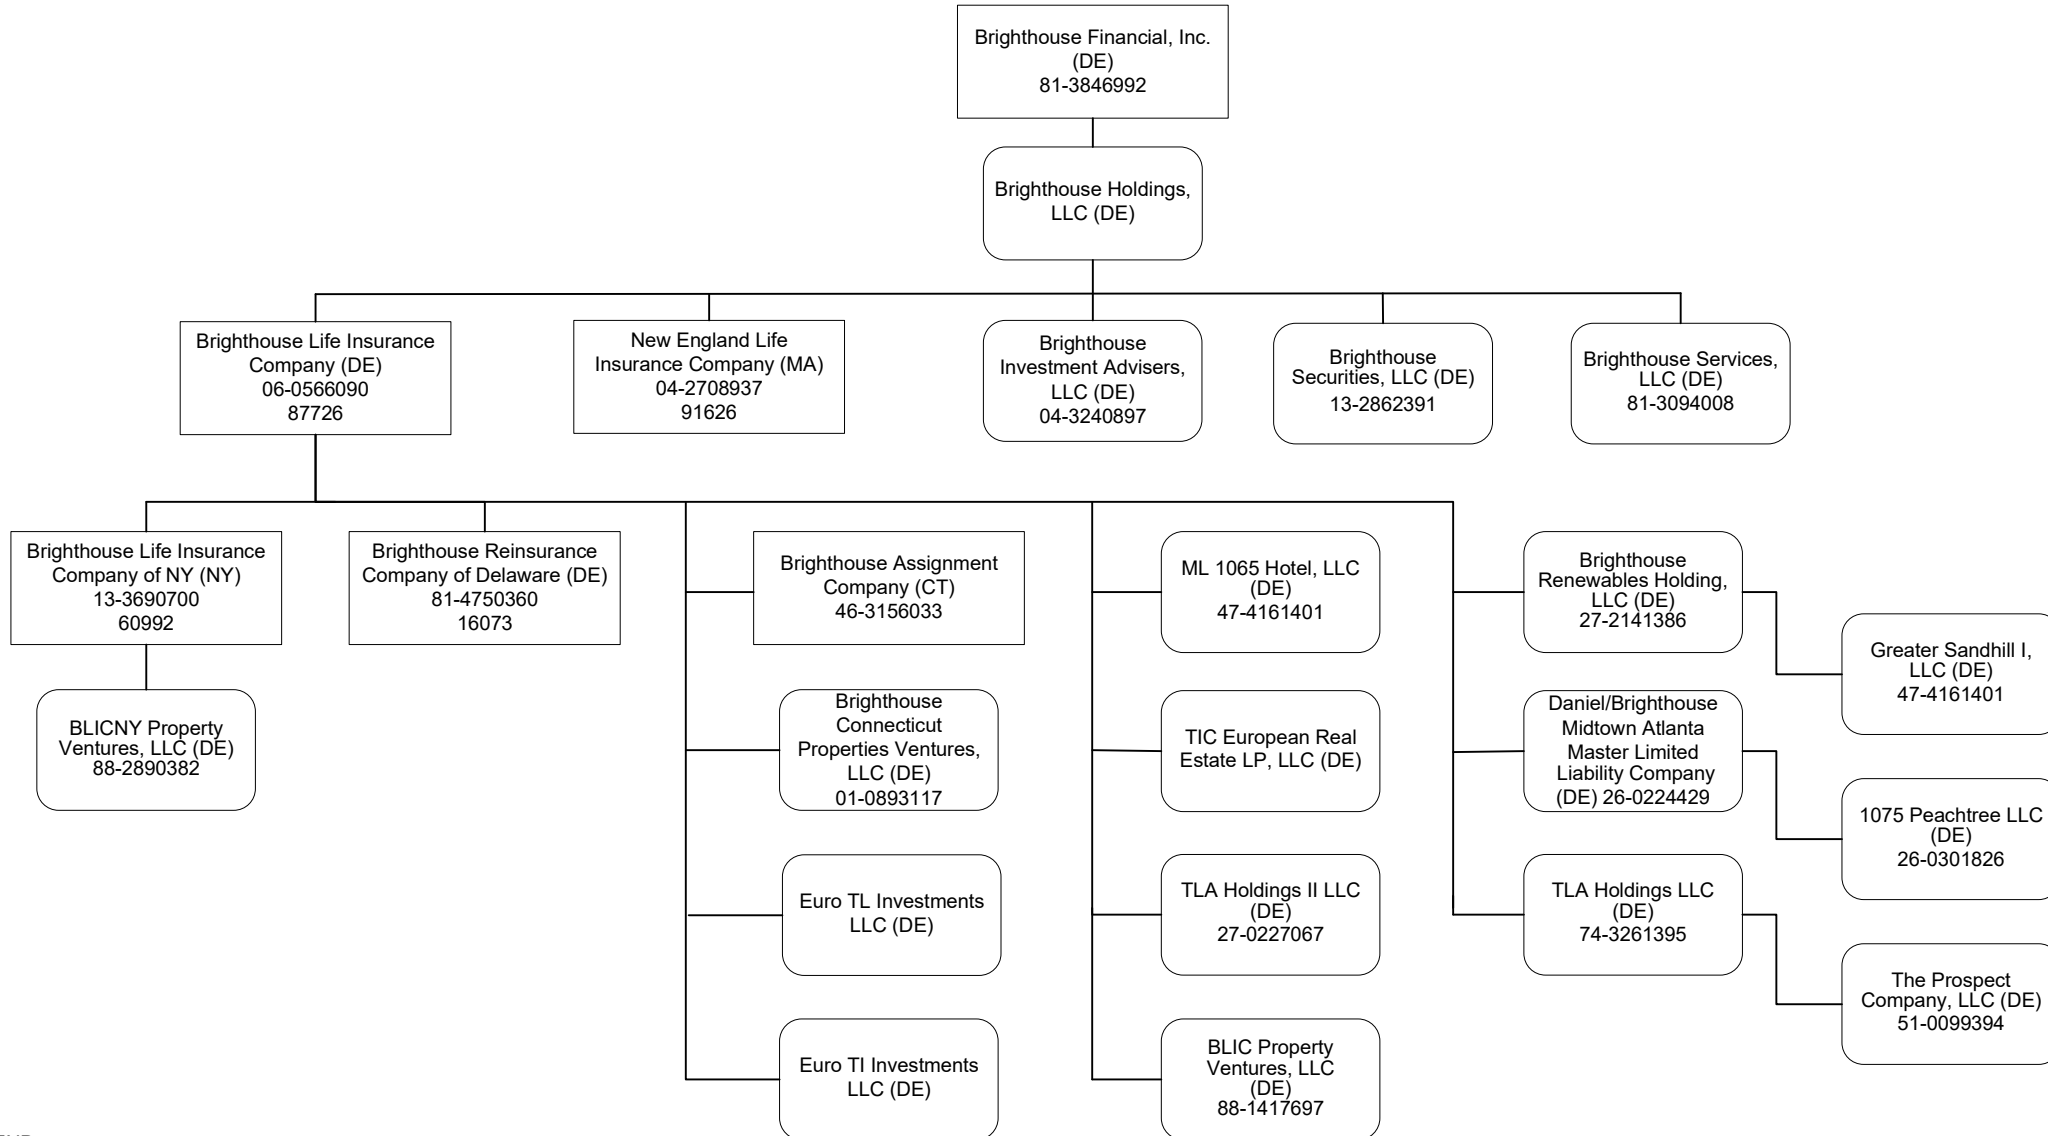 Brighthouse Financial, Inc.
(DE)
81-3846992
Brighthouse Holdings,
LLC (DE)
Brighthouse Life Insurance
Company (DE)
06-0566090
87726
New England Life
Insurance Company (MA)
04-2708937
91626
Brighthouse
Investment Advisers,
LLC (DE)
04-3240897
Brighthouse
Securities, LLC (DE)
13-2862391
Brighthouse Services,
LLC (DE)
81-3094008
Brighthouse Life Insurance
Company of NY (NY)
13-3690700
60992
Brighthouse Reinsurance
Company of Delaware (DE)
81-4750360
16073
Brighthouse Assignment
Company (CT)
46-3156033
ML 1065 Hotel, LLC
(DE)
47-4161401
Brighthouse
Renewables Holding,
LLC (DE)
27-2141386
Greater Sandhill I,
LLC (DE)
47-4161401
BLICNY Property
Ventures, LLC (DE)
88-2890382
Brighthouse
Connecticut
Properties Ventures,
LLC (DE)
01-0893117
TIC European Real
Estate LP, LLC (DE)
Daniel/Brighthouse
Midtown Atlanta
Master Limited
Liability Company
(DE) 26-0224429
1075 Peachtree LLC
(DE)
26-0301826
Euro TL Investments
LLC (DE)
TLA Holdings II LLC
(DE)
27-0227067
TLA Holdings LLC
(DE)
74-3261395
The Prospect
Company, LLC (DE)
51-0099394
Euro TI Investments
LLC (DE)
BLIC Property
Ventures, LLC
(DE)
88-1417697